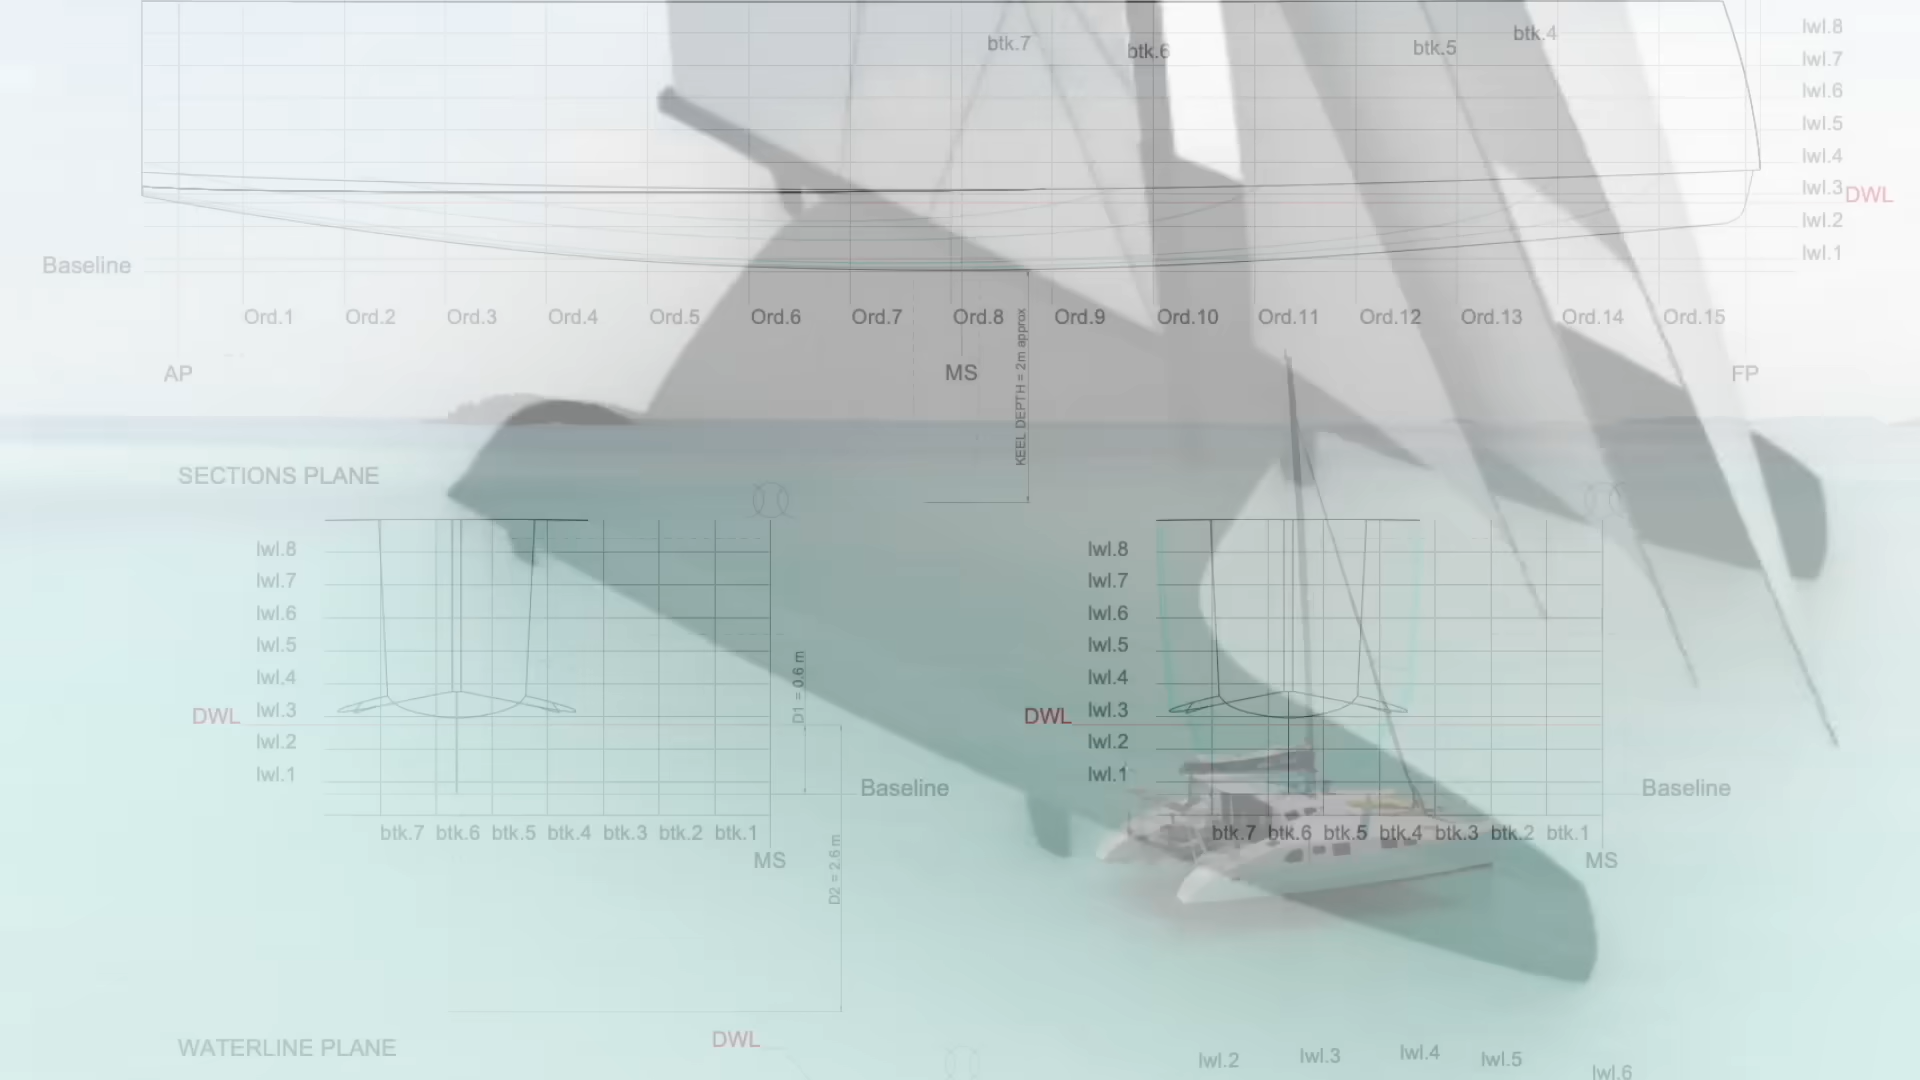 btk.7 btk.6 btk.5 btk.4
lwl.8
lwl.7
lwl.6
lwl.5
lwl.4
lwl.3 DWL
lwl.2
lwl.1
Baseline
Ord.1 Ord.2 Ord.3 Ord.4 Ord.5 Ord.6 Ord.7 Ord.8 Ord.9 Ord.10 Ord.11 Ord.12 Ord.13 Ord.14 Ord.15
AP MS FP
KEEL DEPTH = 2m approx
SECTIONS PLANE
lwl.8
lwl.7
lwl.6
lwl.5
lwl.4
DWL lwl.3
lwl.2
lwl.1
btk.7 btk.6 btk.5 btk.4 btk.3 btk.2 btk.1
MS
D1 = 0.6 m
D2 = 2.6 m
Baseline
lwl.8
lwl.7
lwl.6
lwl.5
lwl.4
DWL lwl.3
lwl.2
lwl.1
btk.7 btk.6 btk.5 btk.4 btk.3 btk.2 btk.1
MS
Baseline
WATERLINE PLANE
DWL
lwl.2 lwl.3 lwl.4 lwl.5 lwl.6